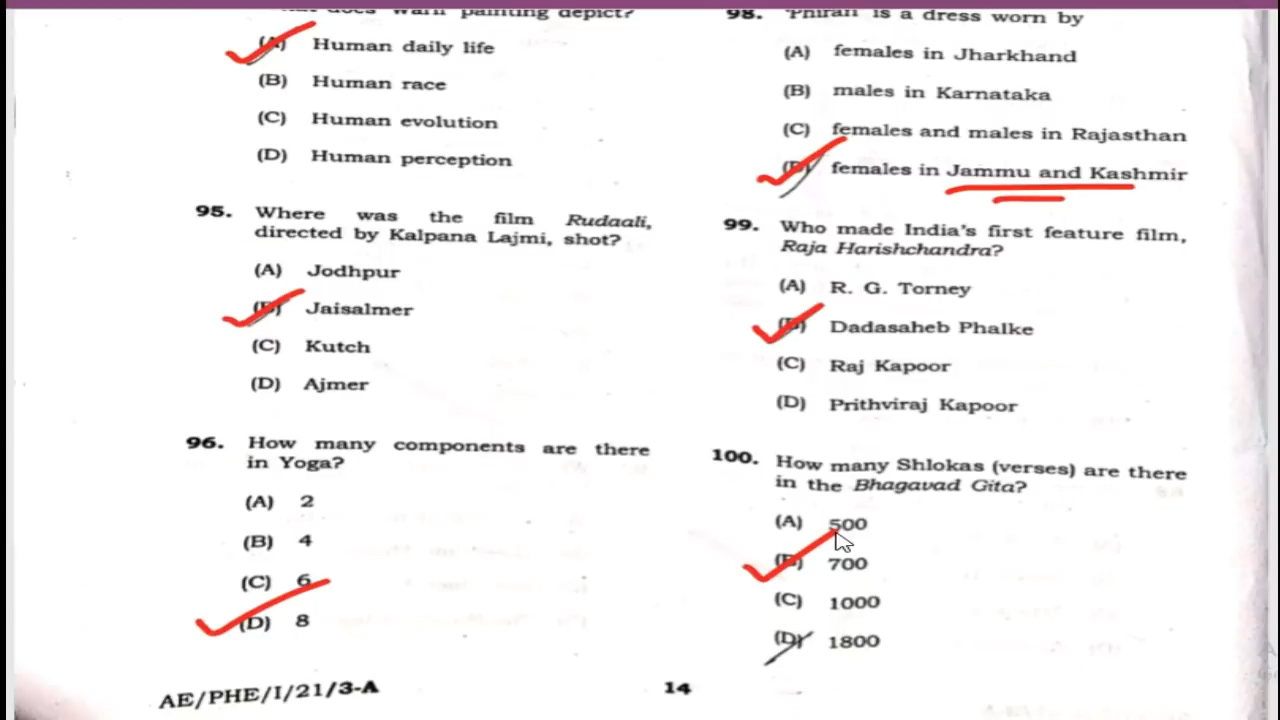 painting depict?
(A) Human daily life
(B) Human race
(C) Human evolution
(D) Human perception
95. Where was the film Rudaali,
directed by Kalpana Lajmi, shot?
(A) Jodhpur
(B) Jaisalmer
(C) Kutch
(D) Ajmer
96. How many components are there
in Yoga?
(A) 2
(B) 4
(C) 6
(D) 8
98. 'Phiran' is a dress worn by
(A) females in Jharkhand
(B) males in Karnataka
(C) females and males in Rajasthan
(D) females in Jammu and Kashmir
99. Who made India's first feature film,
Raja Harishchandra?
(A) R. G. Torney
(B) Dadasaheb Phalke
(C) Raj Kapoor
(D) Prithviraj Kapoor
100. How many Shlokas (verses) are there
in the Bhagavad Gita?
(A) 500
(B) 700
(C) 1000
(D) 1800
AE/PHE/I/21/3-A
14